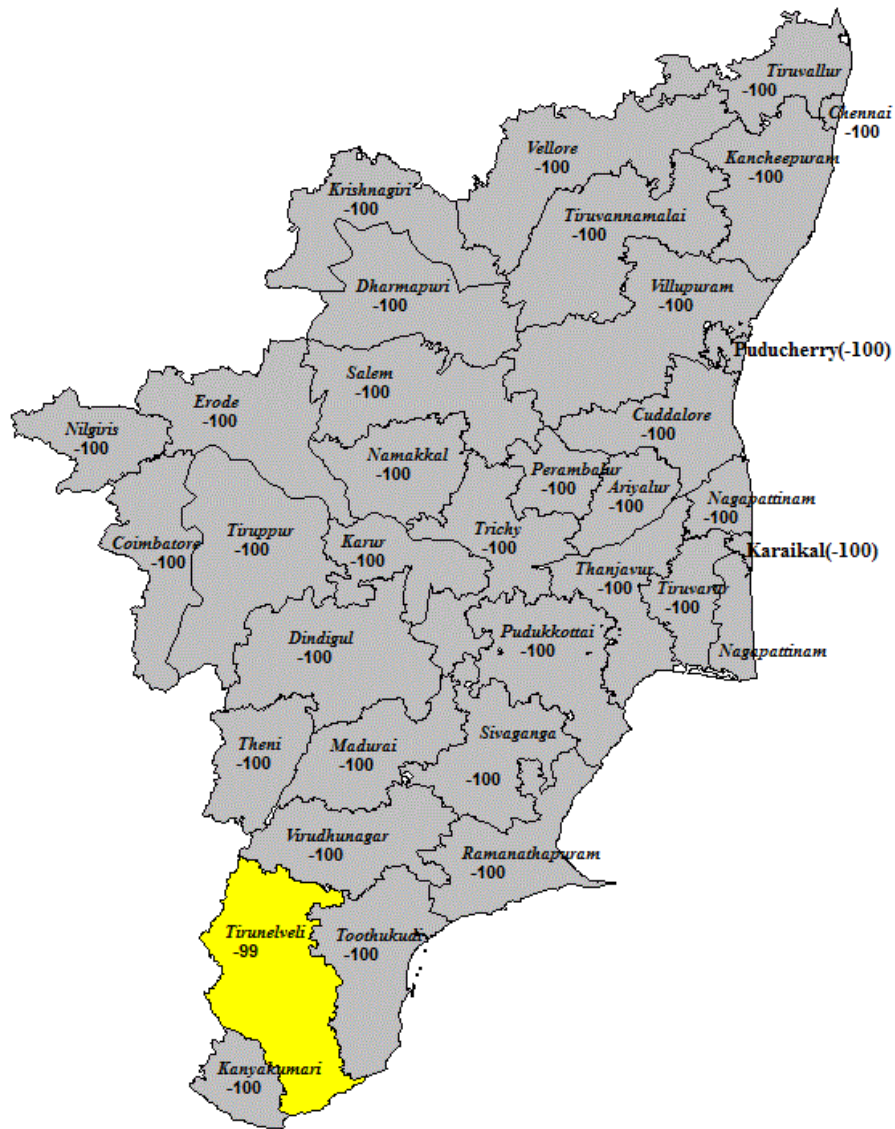 Tiruvallur
-100
Chennai
-100
Vellore
-100
Kancheepuram
-100
Krishnagiri
-100
Tiruvannamalai
-100
Dharmapuri
-100
Villupuram
-100
Puducherry(-100)
Salem
-100
Erode
-100
Cuddalore
-100
Nilgiris
-100
Namakkal
-100
Perambalur
-100
Ariyalur
-100
Nagapattinam
-100
Coimbatore
-100
Tiruppur
-100
Karur
-100
Trichy
-100
Karaikal(-100)
Thanjavur
Tiruvarur
-100
Dindigul
-100
Pudukkottai
-100
Nagapattinam
Theni
-100
Madurai
-100
Sivaganga
-100
Virudhunagar
-100
Ramanathapuram
-100
Tirunelveli
-99
Toothukudi
-100
Kanyakumari
-100